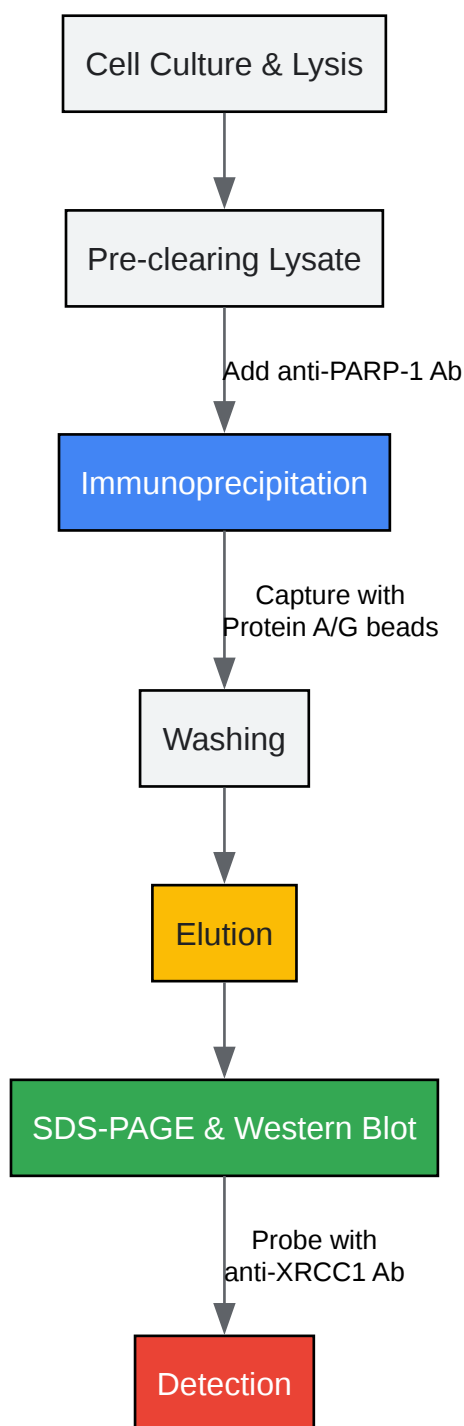 Cell Culture & Lysis
Pre-clearing Lysate
Add anti-PARP-1 Ab
Immunoprecipitation
Capture with
Protein A/G beads
Washing
Elution
SDS-PAGE & Western Blot
Probe with
anti-XRCC1 Ab
Detection